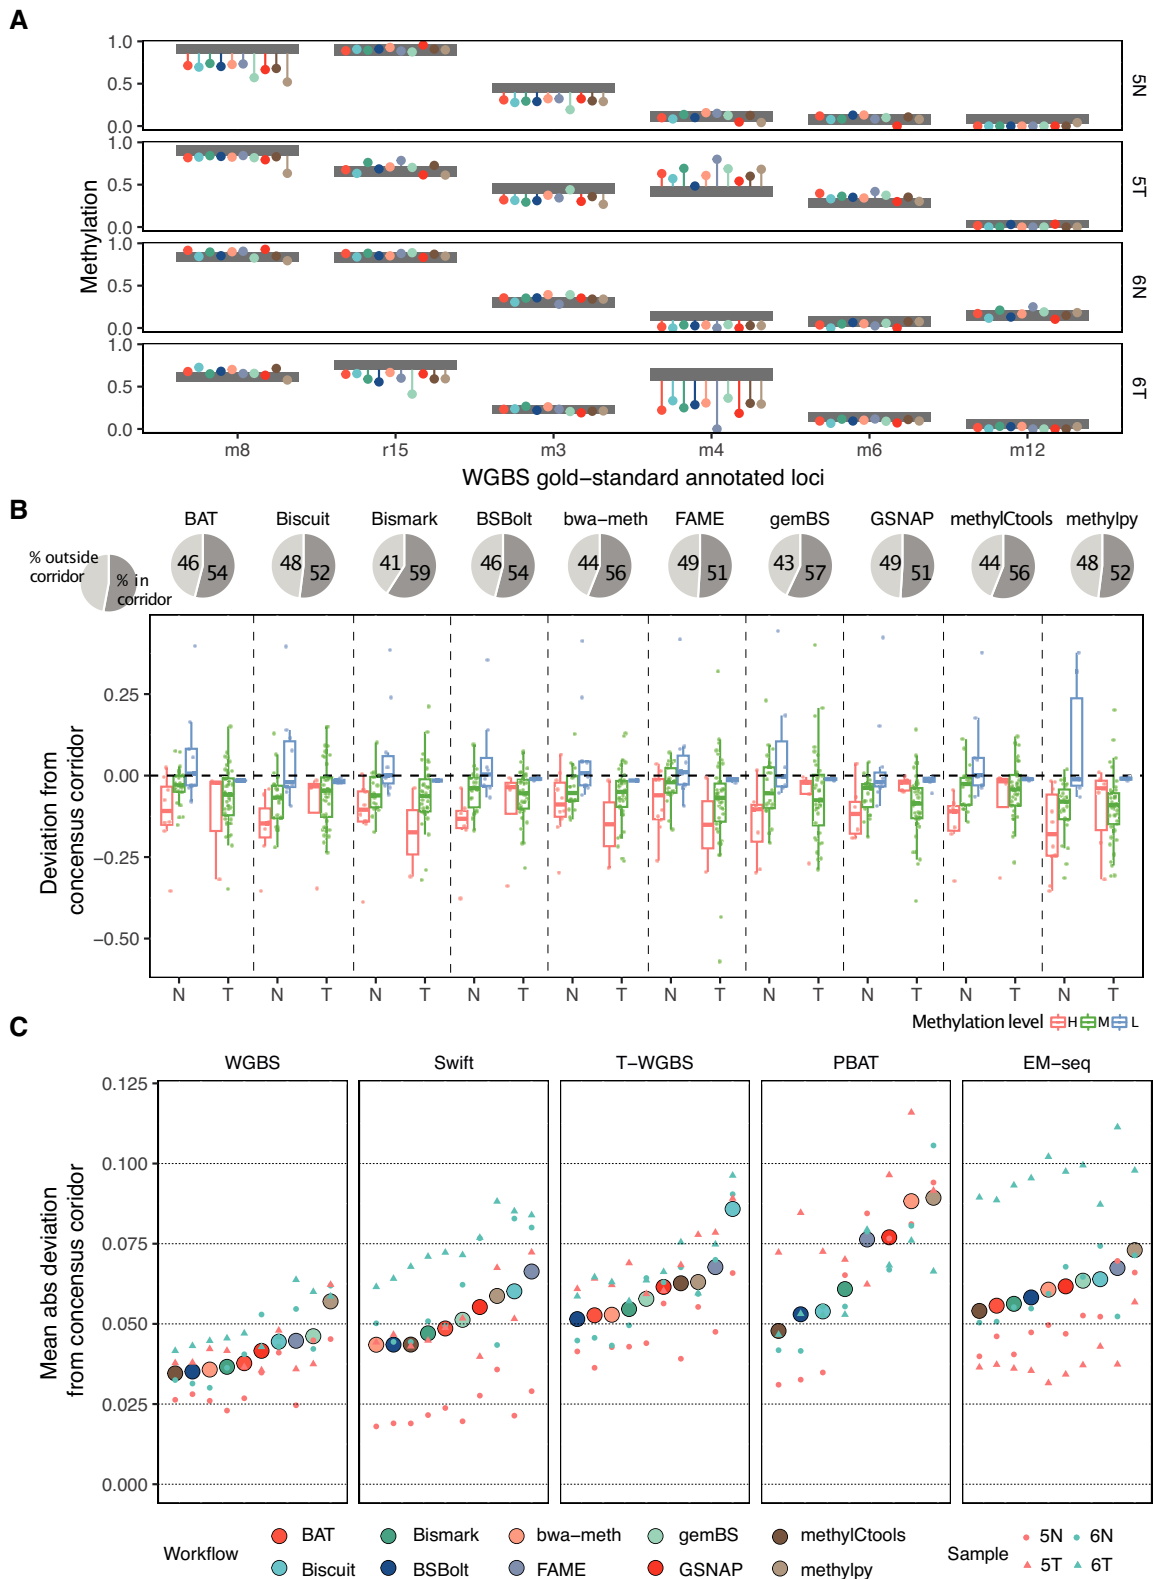 A
1.0
0.5
0.0
5N
1.0
0.5
0.0
5T
1.0
0.5
0.0
6N
1.0
0.5
0.0
6T
Methylation
m8 r15 m3 m4 m6 m12
WGBS gold−standard annotated loci
B
BAT Biscuit Bismark BSBolt bwa−meth FAME gemBS GSNAP methylCtools methylpy
% outside corridor
% in corridor
46 54 48 52 41 59 46 54 44 56 49 51 43 57 49 51 44 56 48 52
0.25
0.00
−0.25
−0.50
Deviation from
concensus corridor
N T N T N T N T N T N T N T N T N T N T
Methylation level H M L
C
WGBS Swift T−WGBS PBAT EM−seq
0.125
0.100
0.075
0.050
0.025
0.000
Mean abs deviation
from concensus corridor
Workflow
BAT Bismark bwa−meth gemBS methylCtools
Biscuit BSBolt FAME GSNAP methylpy
Sample
5N 6N
5T 6T